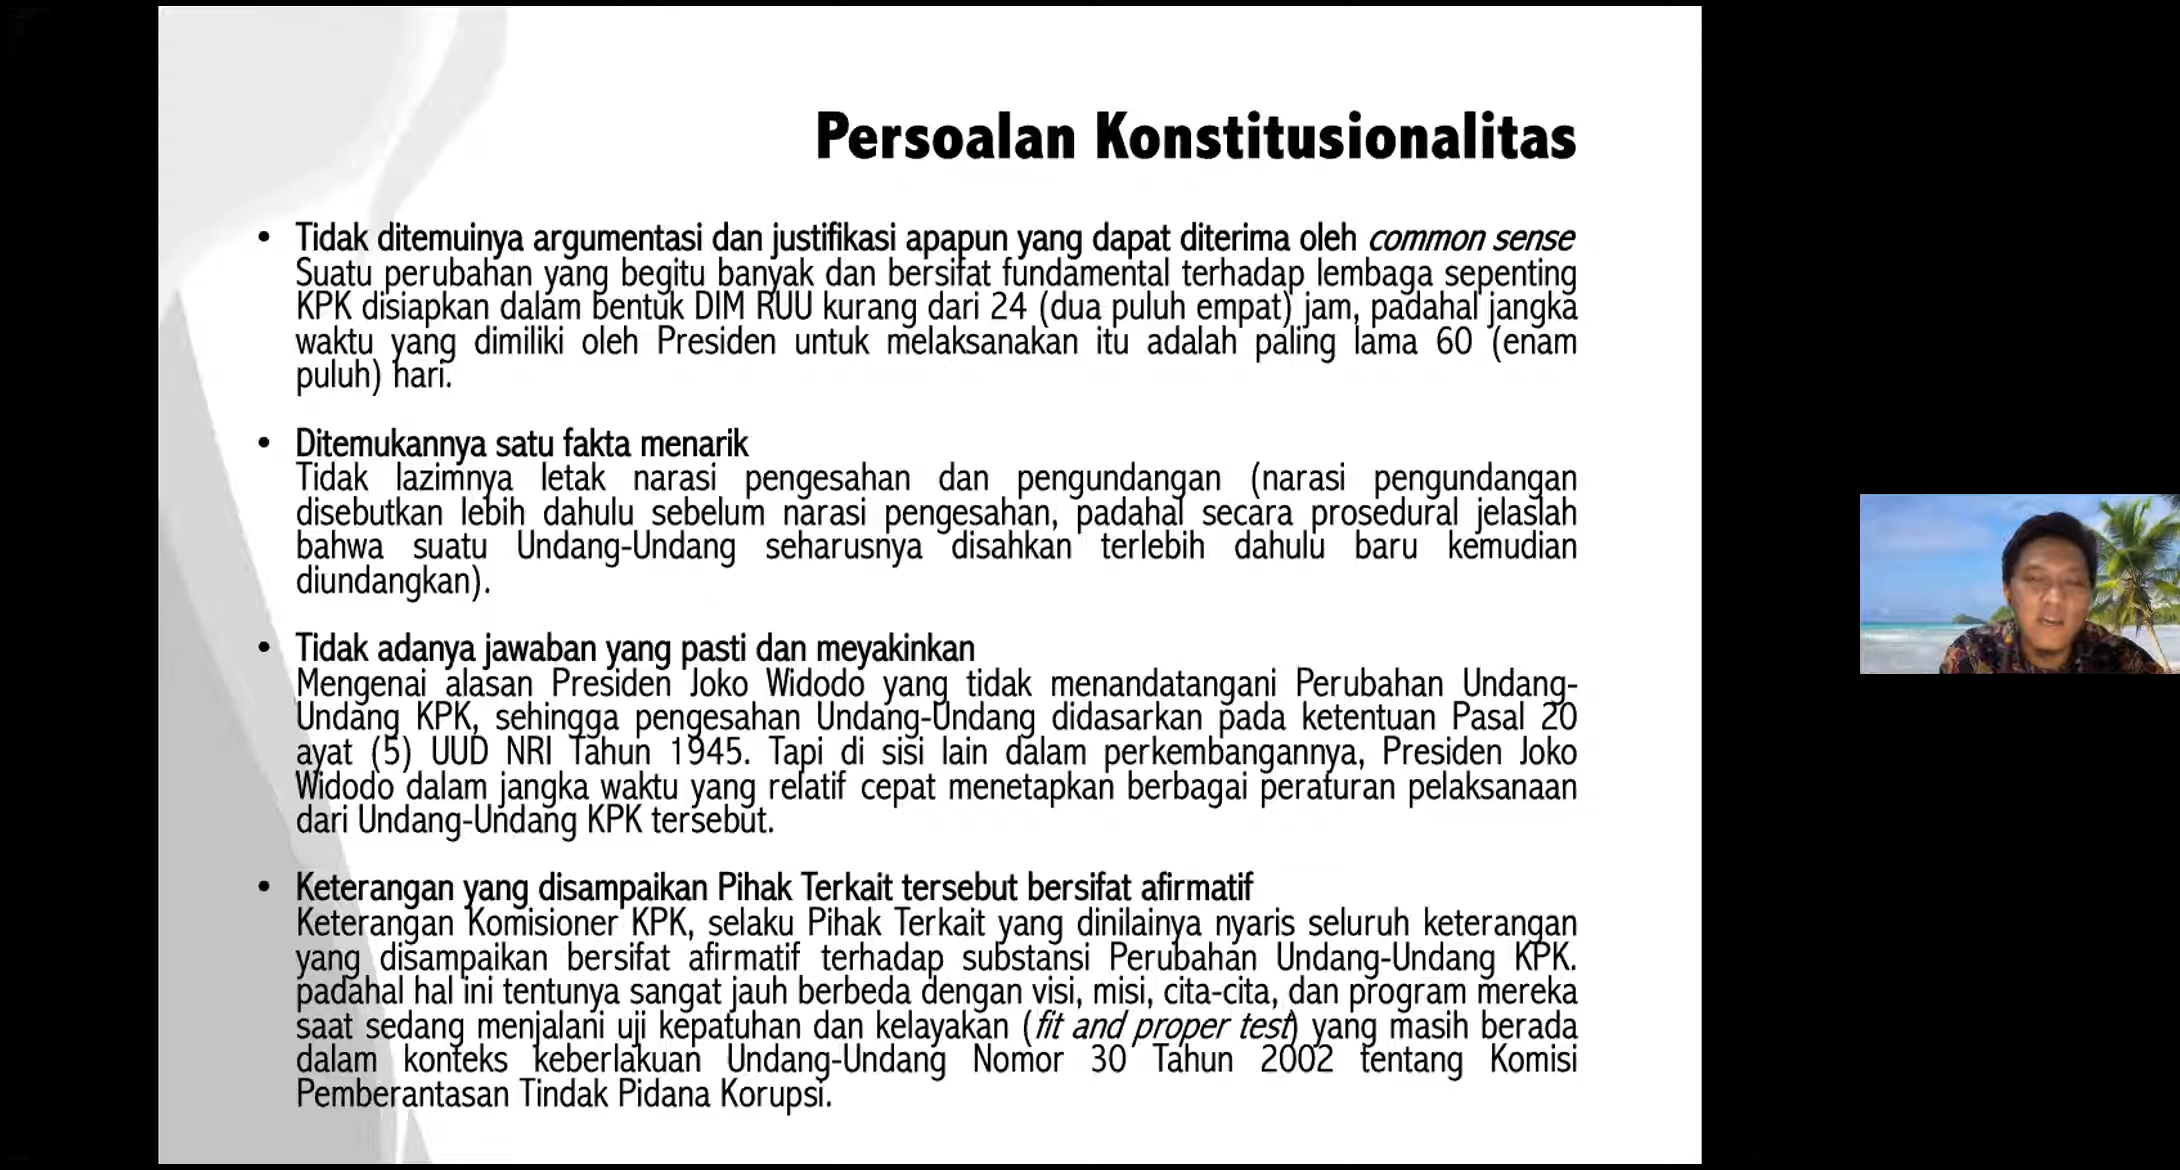 Persoalan Konstitusionalitas
• Tidak ditemuinya argumentasi dan justifikasi apapun yang dapat diterima oleh common sense
Suatu perubahan yang begitu banyak dan bersifat fundamental terhadap lembaga sepenting
KPK disiapkan dalam bentuk DIM RUU kurang dari 24 (dua puluh empat) jam, padahal jangka
waktu yang dimiliki oleh Presiden untuk melaksanakan itu adalah paling lama 60 (enam
puluh) hari.
• Ditemukannya satu fakta menarik
Tidak lazimnya letak narasi pengesahan dan pengundangan (narasi pengundangan
disebutkan lebih dahulu sebelum narasi pengesahan, padahal secara prosedural jelaslah
bahwa suatu Undang-Undang seharusnya disahkan terlebih dahulu baru kemudian
diundangkan).
• Tidak adanya jawaban yang pasti dan meyakinkan
Mengenai alasan Presiden Joko Widodo yang tidak menandatangani Perubahan Undang-
Undang KPK, sehingga pengesahan Undang-Undang didasarkan pada ketentuan Pasal 20
ayat (5) UUD NRI Tahun 1945. Tapi di sisi lain dalam perkembangannya, Presiden Joko
Widodo dalam jangka waktu yang relatif cepat menetapkan berbagai peraturan pelaksanaan
dari Undang-Undang KPK tersebut.
• Keterangan yang disampaikan Pihak Terkait tersebut bersifat afirmatif
Keterangan Komisioner KPK, selaku Pihak Terkait yang dinilainya nyaris seluruh keterangan
yang disampaikan bersifat afirmatif terhadap substansi Perubahan Undang-Undang KPK.
padahal hal ini tentunya sangat jauh berbeda dengan visi, misi, cita-cita, dan program mereka
saat sedang menjalani uji kepatuhan dan kelayakan (fit and proper test) yang masih berada
dalam konteks keberlakuan Undang-Undang Nomor 30 Tahun 2002 tentang Komisi
Pemberantasan Tindak Pidana Korupsi.